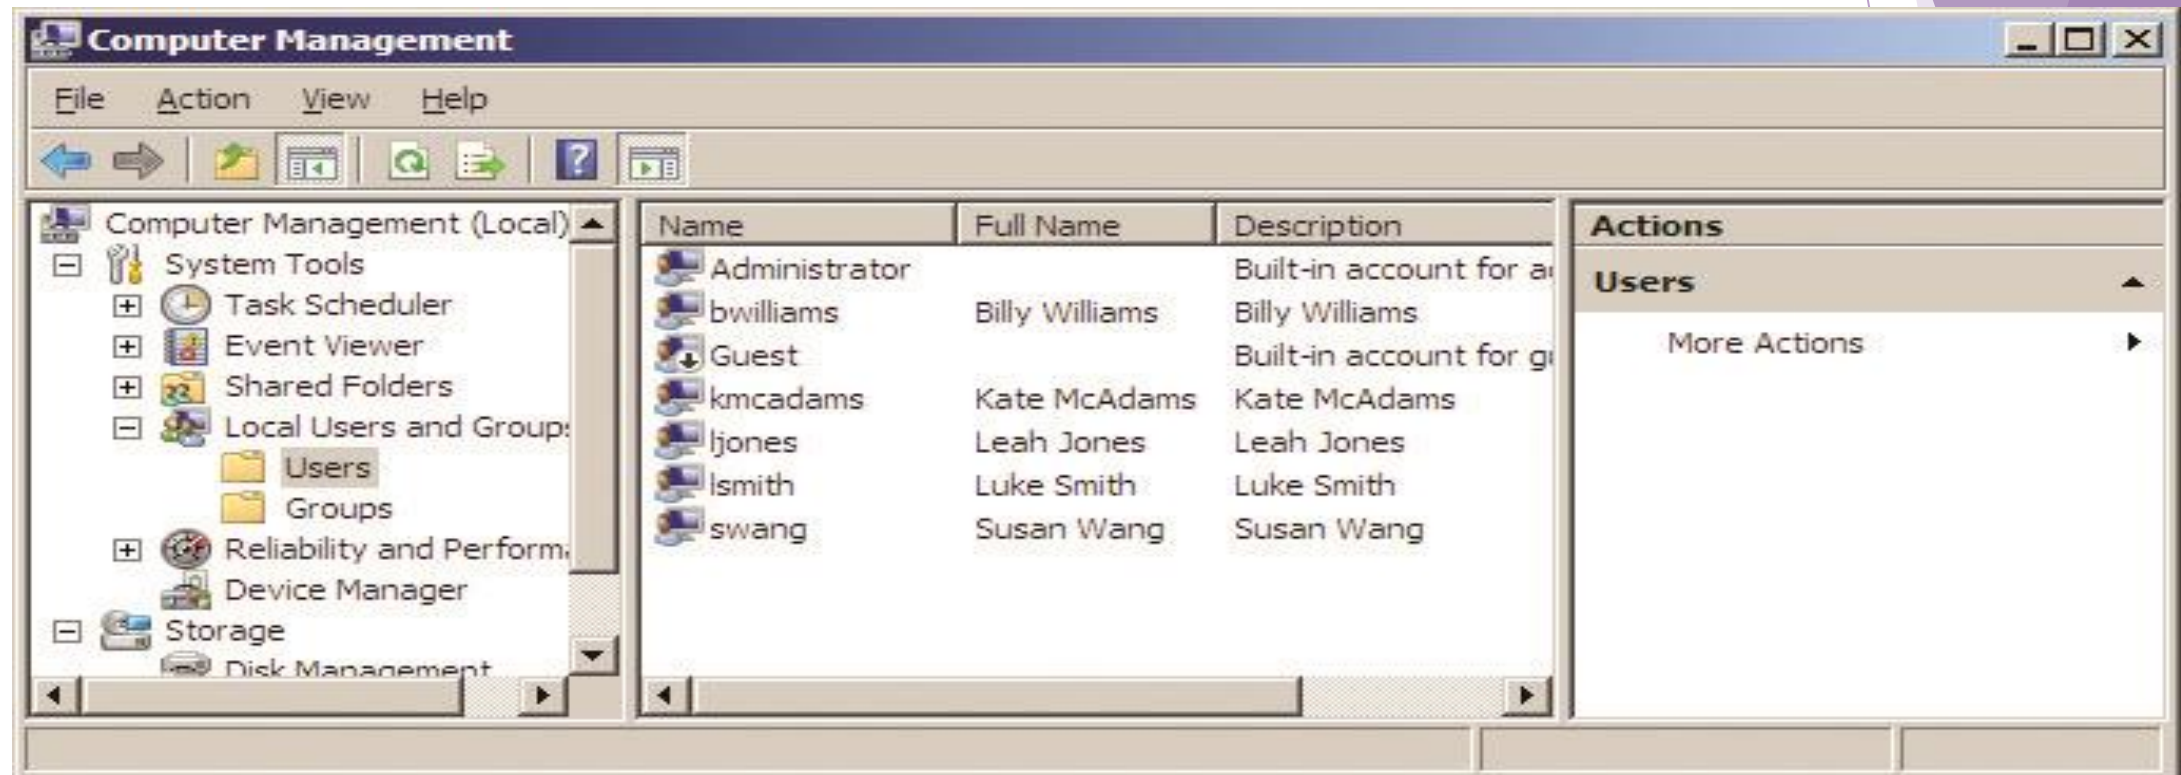 Computer Management
File Action View Help
Computer Management (Local)
System Tools
Task Scheduler
Event Viewer
Shared Folders
Local Users and Group
Users
Groups
Reliability and Perform
Device Manager
Storage
Disk Management
Name Full Name Description
Administrator Built-in account for a
bwilliams Billy Williams Billy Williams
Guest Built-in account for g
kmcadams Kate McAdams Kate McAdams
ljones Leah Jones Leah Jones
lsmith Luke Smith Luke Smith
swang Susan Wang Susan Wang
Actions
Users
More Actions